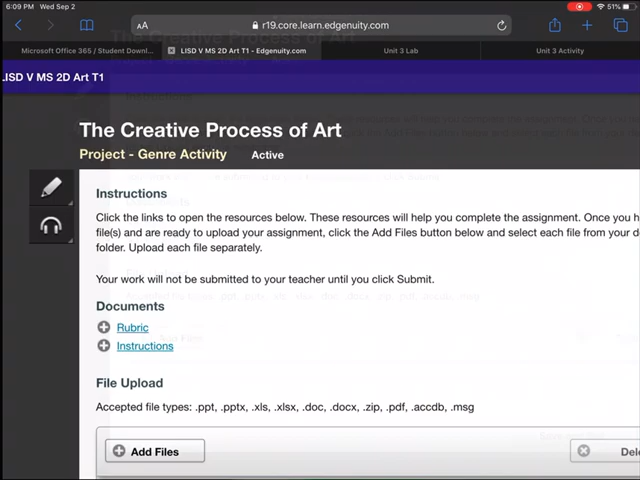 6:09 PM Wed Sep 2
51%
AA
r19.core.learn.edgenuity.com
Microsoft Office 365 / Student Downl...
LISD V MS 2D Art T1 - Edgenuity.com
Unit 3 Lab
Unit 3 Activity
LISD V MS 2D Art T1
The Creative Process of Art
Project - Genre Activity Active
Instructions
Click the links to open the resources below. These resources will help you complete the assignment. Once you h
file(s) and are ready to upload your assignment, click the Add Files button below and select each file from your de
folder. Upload each file separately.
Your work will not be submitted to your teacher until you click Submit.
Documents
Rubric
Instructions
File Upload
Accepted file types: .ppt, .pptx, .xls, .xlsx, .doc, .docx, .zip, .pdf, .accdb, .msg
Add Files
Dele